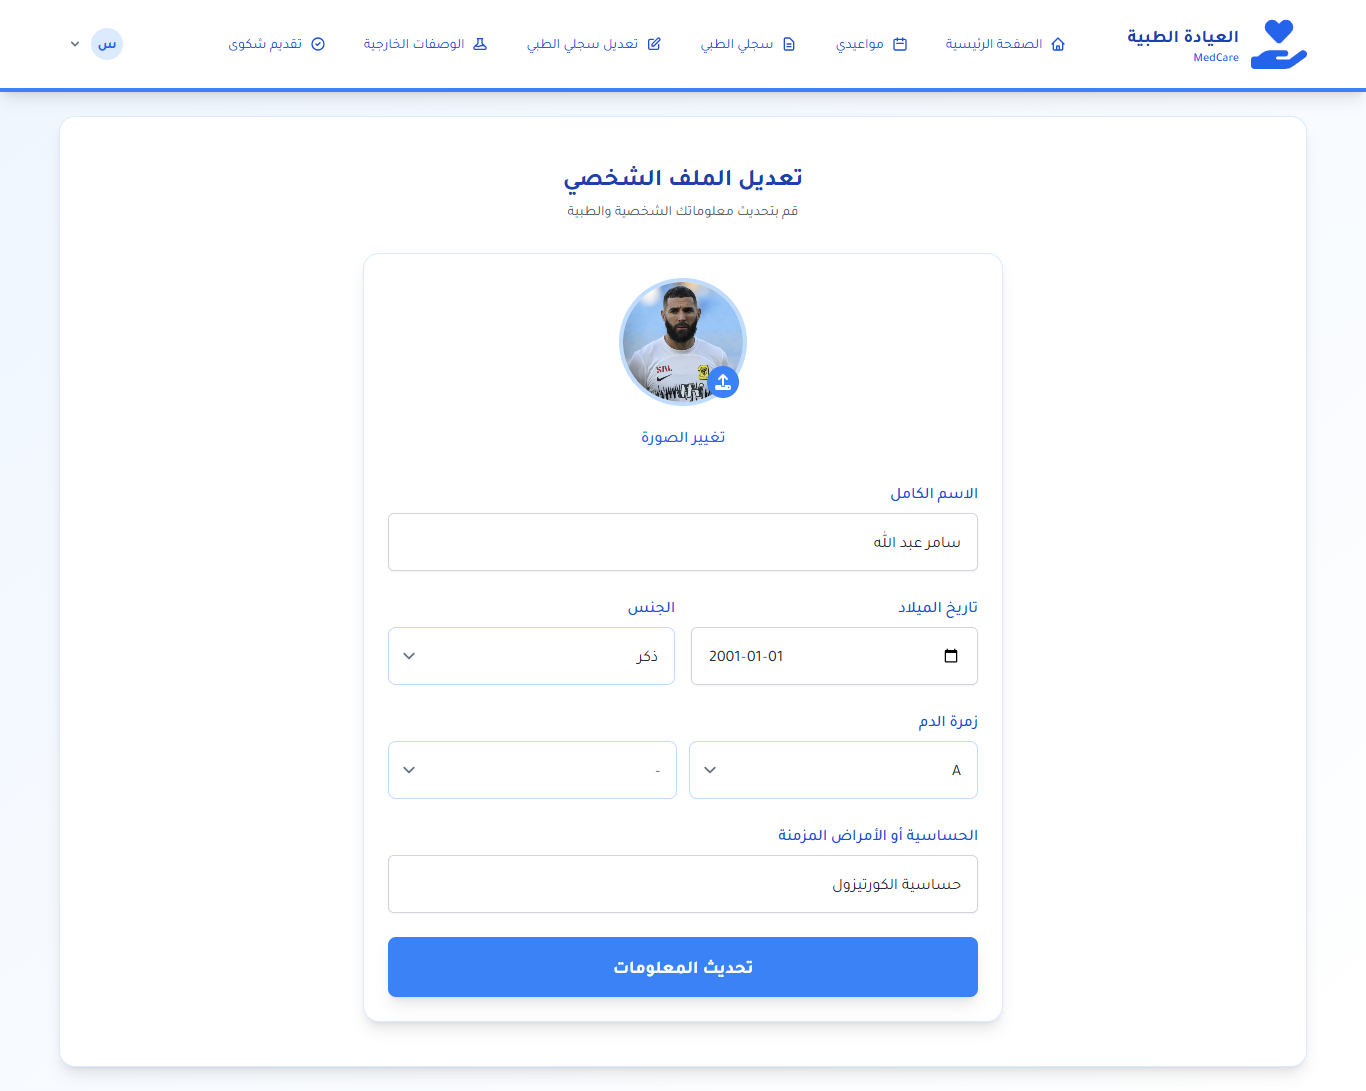 العيادة الطبية
MedCare
الصفحة الرئيسية
مواعيدي
سجلي الطبي
تعديل سجلي الطبي
الوصفات الخارجية
تقديم شكوى
س
تعديل الملف الشخصي
قم بتحديث معلوماتك الشخصية والطبية
تغيير الصورة
الاسم الكامل
سامر عبد الله
تاريخ الميلاد
2001-01-01
الجنس
ذكر
زمرة الدم
A
-
الحساسية أو الأمراض المزمنة
حساسية الكورتيزول
تحديث المعلومات